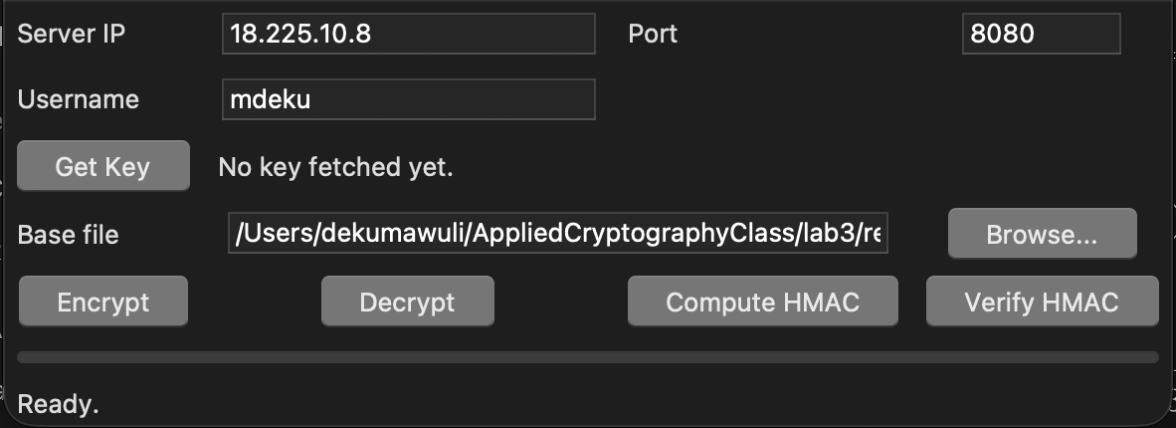 Server IP 18.225.10.8 Port 8080
Username mdeku
Get Key No key fetched yet.
Base file /Users/dekumawuli/AppliedCryptographyClass/lab3/re Browse...
Encrypt Decrypt Compute HMAC Verify HMAC
Ready.